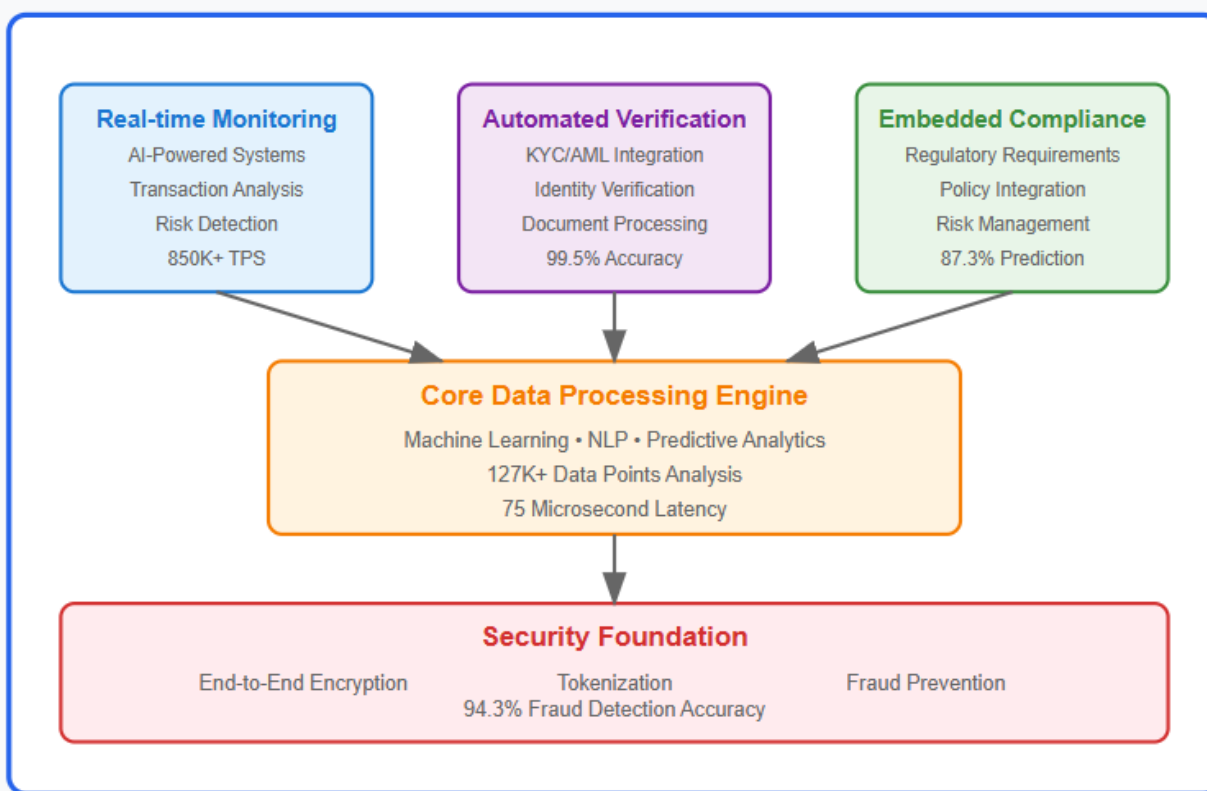 Real-time Monitoring
AI-Powered Systems
Transaction Analysis
Risk Detection
850K+ TPS
Automated Verification
KYC/AML Integration
Identity Verification
Document Processing
99.5% Accuracy
Embedded Compliance
Regulatory Requirements
Policy Integration
Risk Management
87.3% Prediction
Core Data Processing Engine
Machine Learning • NLP • Predictive Analytics
127K+ Data Points Analysis
75 Microsecond Latency
Security Foundation
End-to-End Encryption
Tokenization
Fraud Prevention
94.3% Fraud Detection Accuracy